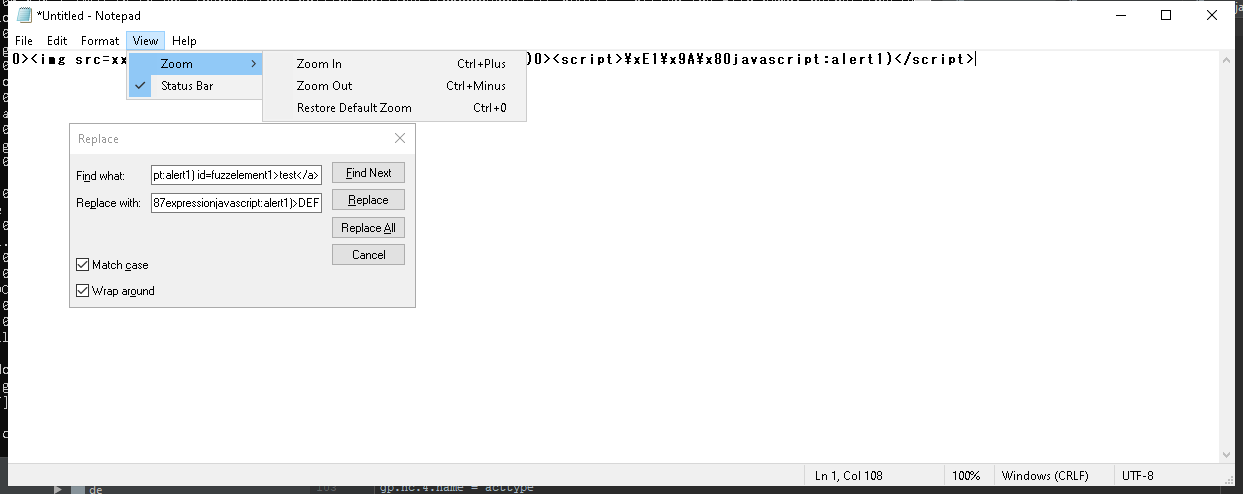 *Untitled - Notepad
File Edit Format View Help
0><img src=xx )0><script>¥xE1¥x9A¥x80javascript:alert1)</script>
Zoom
Status Bar
Zoom In Ctrl+Plus
Zoom Out Ctrl+Minus
Restore Default Zoom Ctrl+0
Replace
Find what: pt:alert1) id=fuzzelement1>test</a> Find Next
Replace with: 87expressionjavascript:alert1)>DEF Replace
Replace All
Cancel
Match case
Wrap around
Ln 1, Col 108 100% Windows (CRLF) UTF-8
de 103 gp.nc.4.name = acttype